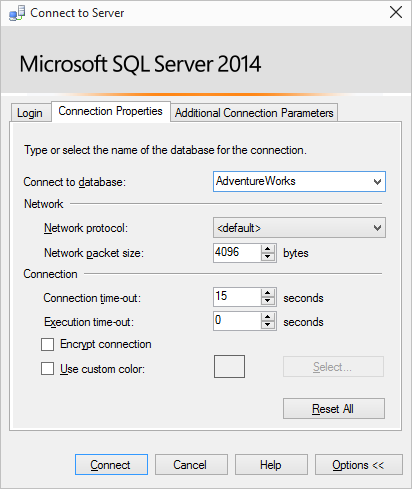 Connect to Server
Microsoft SQL Server 2014
Login Connection Properties Additional Connection Parameters
Type or select the name of the database for the connection.
Connect to database: AdventureWorks
Network
Network protocol: <default>
Network packet size: 4096 bytes
Connection
Connection time-out: 15 seconds
Execution time-out: 0 seconds
Encrypt connection
Use custom color: Select...
Reset All
Connect Cancel Help Options <<